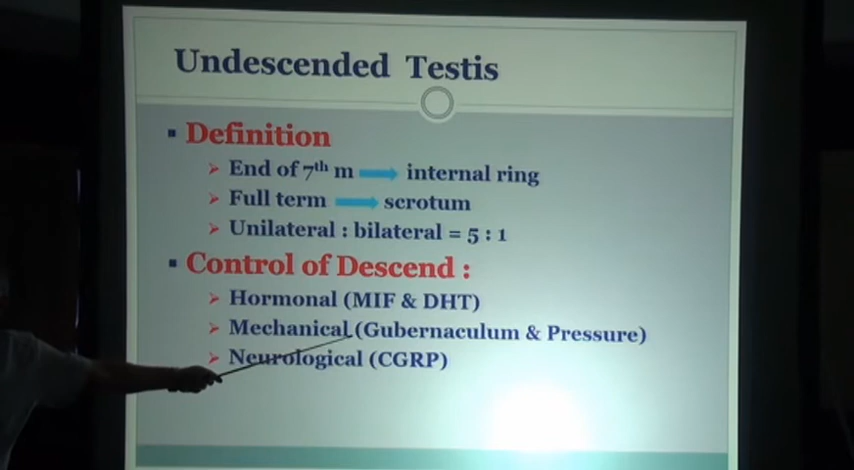 Undescended Testis
Definition
End of 7th m internal ring
Full term scrotum
Unilateral : bilateral = 5 : 1
Control of Descend :
Hormonal (MIF & DHT)
Mechanical (Gubernaculum & Pressure)
Neurological (CGRP)